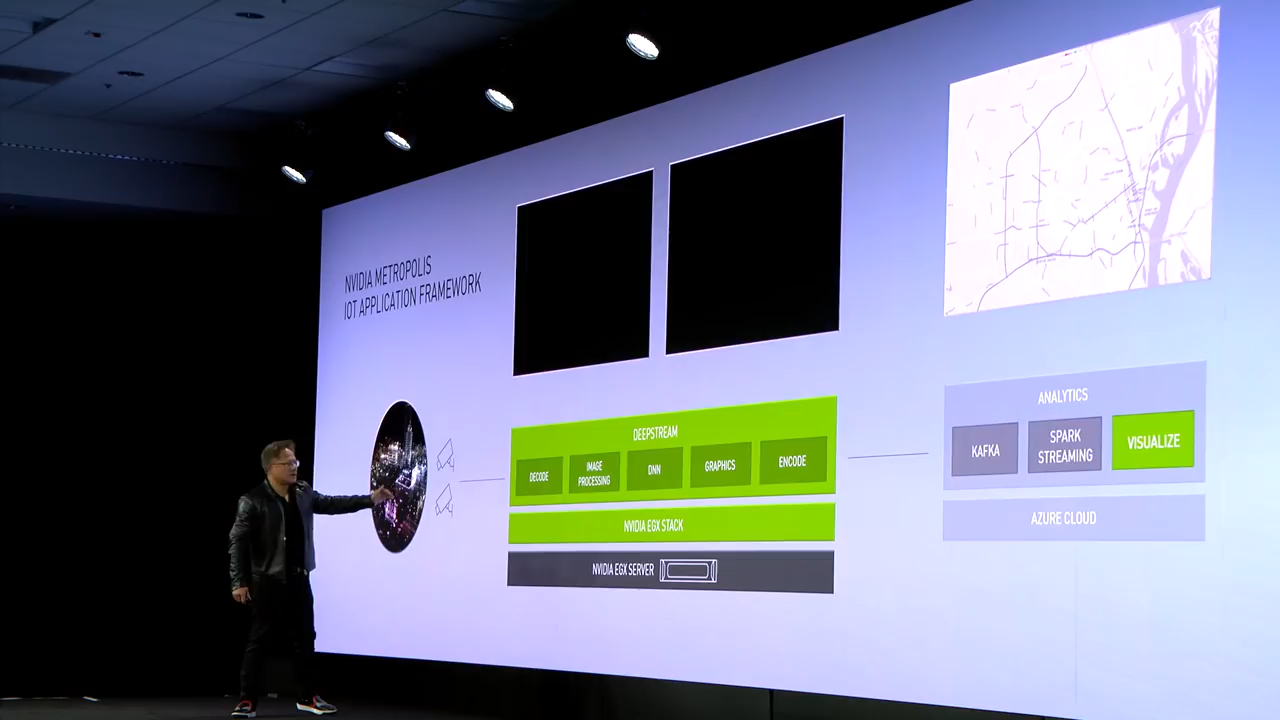 NVIDIA METROPOLIS
IOT APPLICATION FRAMEWORK
DEEPSTREAM
DECODE
IMAGE
PROCESSING
DNN
GRAPHICS
ENCODE
NVIDIA EGX STACK
NVIDIA EGX SERVER
ANALYTICS
KAFKA
SPARK
STREAMING
VISUALIZE
AZURE CLOUD